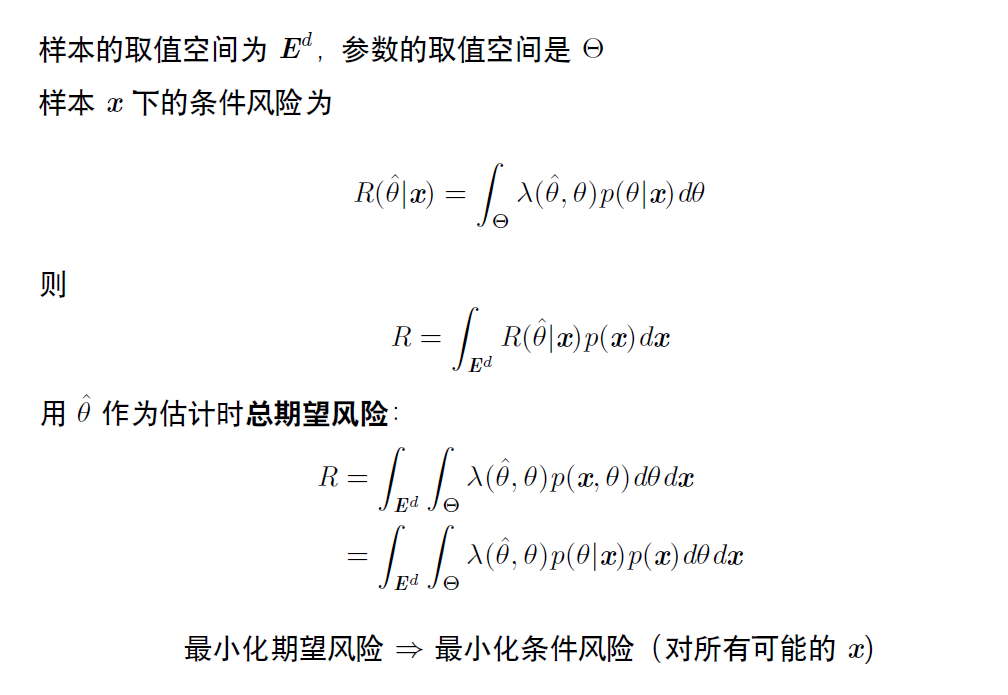 样本的取值空间为 $\boldsymbol{E}^d$, 参数的取值空间是 $\Theta$
样本 $\boldsymbol{x}$ 下的条件风险为
$R(\hat{\theta}|\boldsymbol{x}) = \int_{\Theta} \lambda(\hat{\theta}, \theta) p(\theta|\boldsymbol{x}) d\theta$
则
$R = \int_{\boldsymbol{E}^d} R(\hat{\theta}|\boldsymbol{x}) p(\boldsymbol{x}) d\boldsymbol{x}$
用 $\hat{\theta}$ 作为估计时总期望风险:
$R = \int_{\boldsymbol{E}^d} \int_{\Theta} \lambda(\hat{\theta}, \theta) p(\boldsymbol{x}, \theta) d\theta d\boldsymbol{x}$
$= \int_{\boldsymbol{E}^d} \int_{\Theta} \lambda(\hat{\theta}, \theta) p(\theta|\boldsymbol{x}) p(\boldsymbol{x}) d\theta d\boldsymbol{x}$
最小化期望风险 $\Rightarrow$ 最小化条件风险(对所有可能的 $\boldsymbol{x}$)